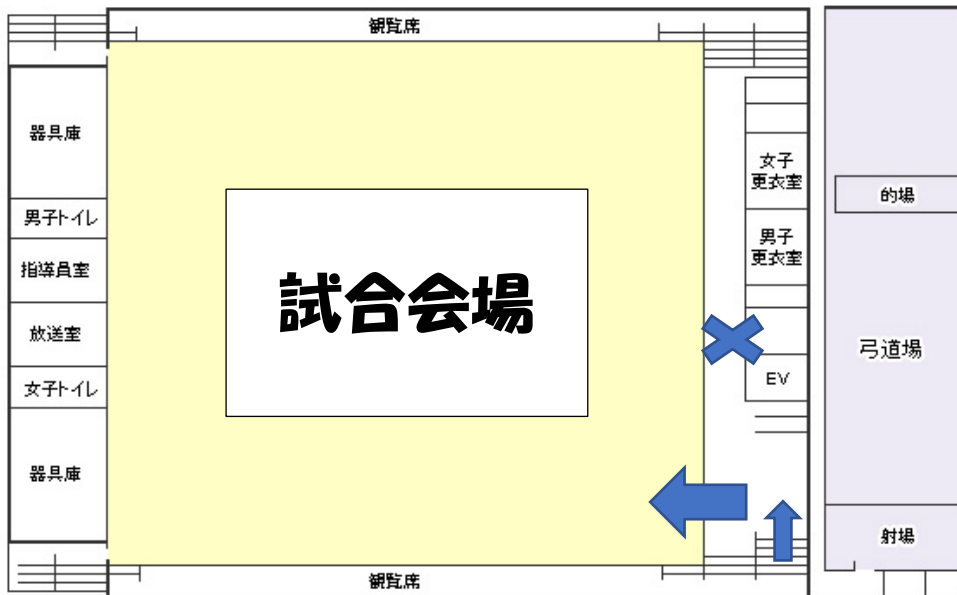 観覧席
器具庫
男子トイレ
指導員室
放送室
女子トイレ
器具庫
試合会場
女子
更衣室
男子
更衣室
EV
的場
弓道場
射場
観覧席